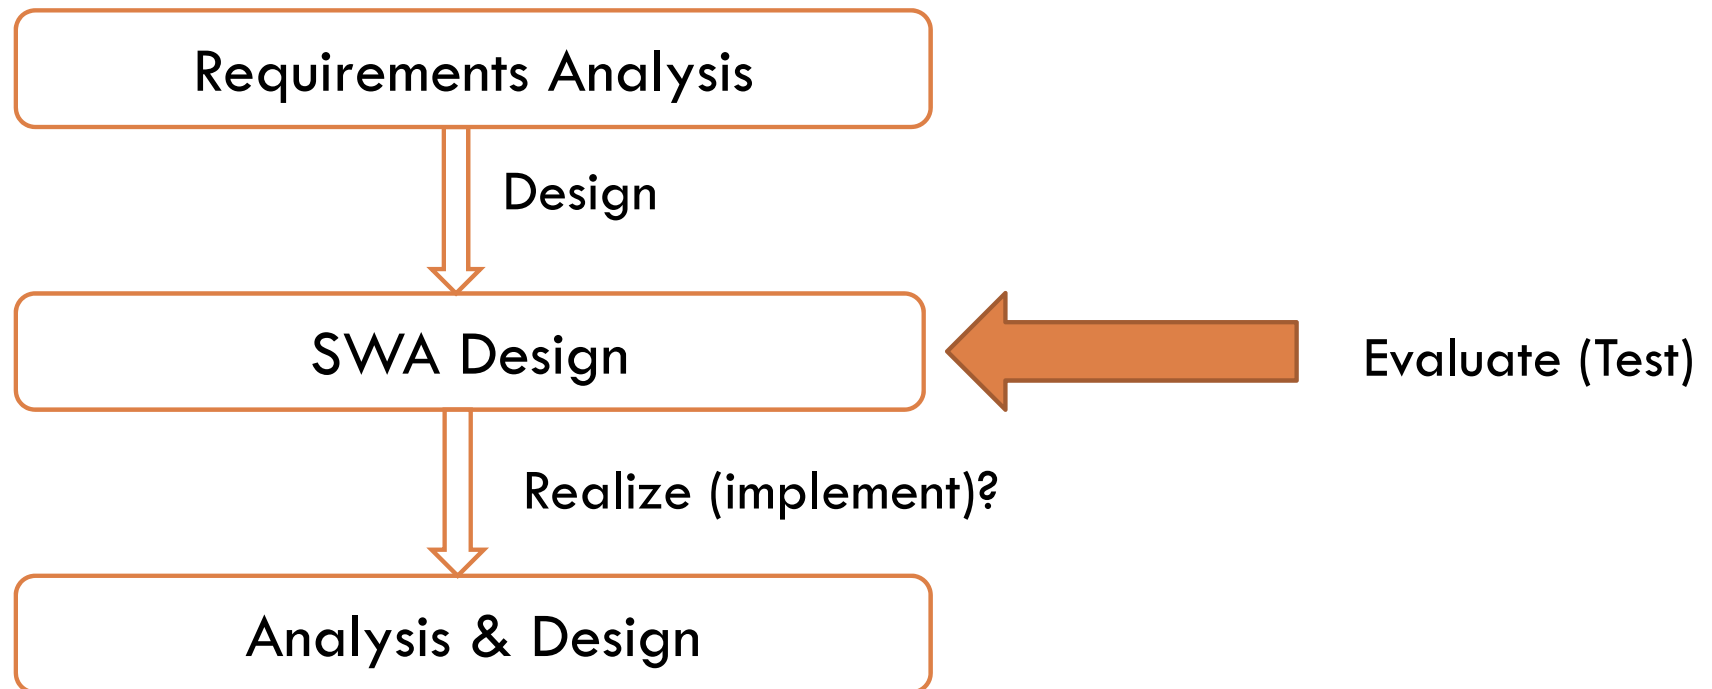 Requirements Analysis
Design
SWA Design
Evaluate (Test)
Realize (implement)?
Analysis & Design